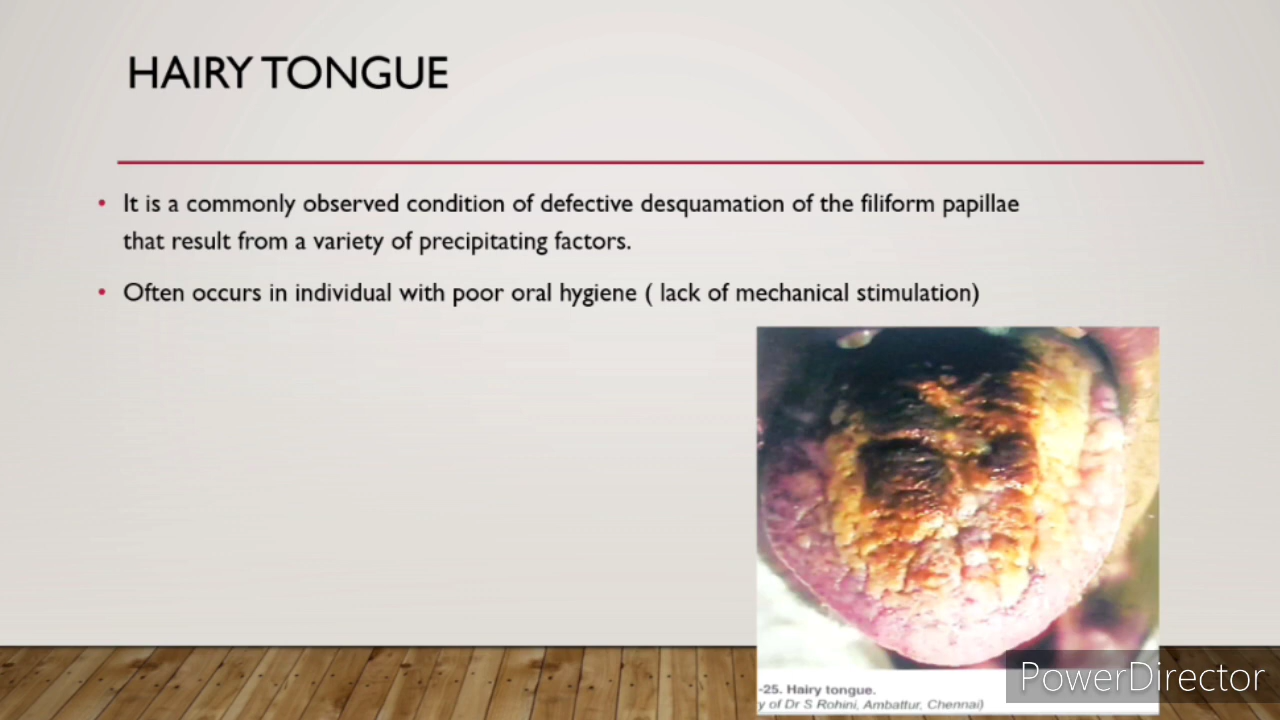 HAIRY TONGUE
• It is a commonly observed condition of defective desquamation of the filiform papillae
that result from a variety of precipitating factors.
• Often occurs in individual with poor oral hygiene ( lack of mechanical stimulation)
-25. Hairy tongue.
y of Dr S Rohini, Ambattur, Chennai)
PowerDirector